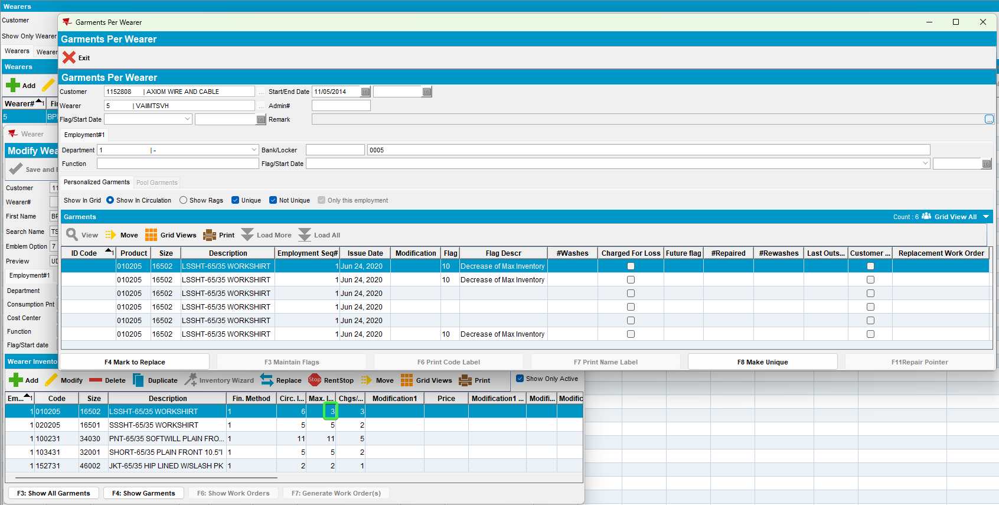 Wearers
Customer
Show Only Wearer
Wearers Wearer
Wearers
Add
Wearer# 1 Fi
5 BP
Garments Per Wearer
Garments Per Wearer
Exit
Garments Per Wearer
Customer 1152808 | AXIOM WIRE AND CABLE ... Start/End Date 11/05/2014 16 16
Wearer 5 | VAIIMTSVH ... Admin#
Flag/Start Date 16 Remark ...
Employment#1
Department 1 | - Bank/Locker 0005
Function Flag/Start Date 16
Personalized Garments Pool Garments
Show In Grid Show In Circulation Show Rags Unique Not Unique Only this employment
Garments Count : 6 Grid View All
View Move Grid Views Print Load More Load All
ID Code 1 Product Size Description Employment Seq# Issue Date Modification Flag Flag Descr #Washes Charged For Loss Future flag #Repaired #Rewashes Last Outs... Customer ... Replacement Work Order
010205 16502 LSSHT-65/35 WORKSHIRT 1 Jun 24, 2020 10 Decrease of Max Inventory
010205 16502 LSSHT-65/35 WORKSHIRT 1 Jun 24, 2020 10 Decrease of Max Inventory
010205 16502 LSSHT-65/35 WORKSHIRT 1 Jun 24, 2020
010205 16502 LSSHT-65/35 WORKSHIRT 1 Jun 24, 2020
010205 16502 LSSHT-65/35 WORKSHIRT 1 Jun 24, 2020
010205 16502 LSSHT-65/35 WORKSHIRT 1 Jun 24, 2020 10 Decrease of Max Inventory
F4 Mark to Replace F3 Maintain Flags F6 Print Code Label F7 Print Name Label F8 Make Unique F11Repair Pointer
Wearer
Modify Wea
Save and
Customer 11
Wearer#
First Name BP
Search Name TS
Emblem Option 7
Preview UD
Employment#1
Department
Consumption Pnt
Cost Center
Function
Flag/Start date
Wearer Invento
Add Modify Delete Duplicate Inventory Wizard Replace Stop RentStop Move Grid Views Print Show Only Active
Em... 1 Code Size Description Fin. Method Circ. I... Max. I... Chgs/... Modification1 Price Modification1 ... Modifi... Modific
1 010205 16502 LSSHT-65/35 WORKSHIRT 1 6 3 3
1 020205 16501 SSSHT-65/35 WORKSHIRT 1 5 5 2
1 100231 34030 PNT-65/35 SOFTWILL PLAIN FRO... 1 11 11 5
1 103431 32001 SHORT-65/35 PLAIN FRONT 10.5"I 1 5 5 2
1 152731 46002 JKT-65/35 HIP LINED W/SLASH PK 1 2 2 1
F3: Show All Garments F4: Show Garments F6: Show Work Orders F7: Generate Work Order(s)